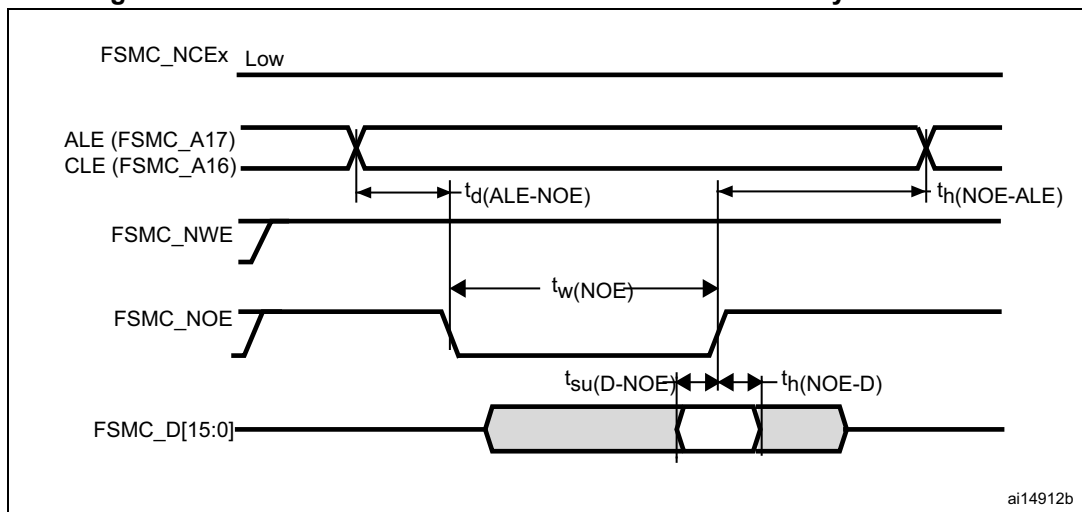 FSMC_NCEx Low
ALE (FSMC_A17)
CLE (FSMC_A16)
td(ALE-NOE)
th(NOE-ALE)
FSMC_NWE
tw(NOE)
FSMC_NOE
tsu(D-NOE)
th(NOE-D)
FSMC_D[15:0]
ai14912b